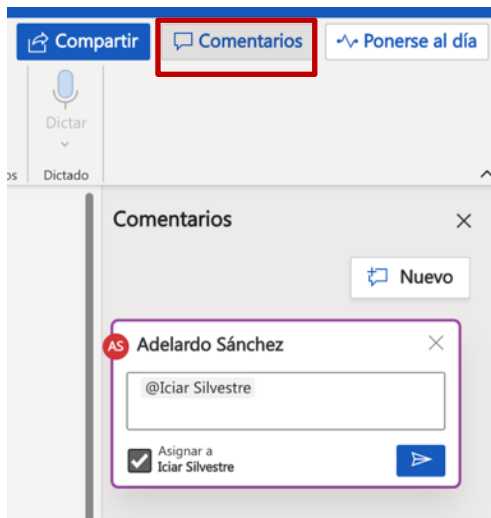 Compartir Comentarios Ponerse al día
Dictar
os Dictado
Comentarios
Nuevo
AS Adelardo Sánchez
@Iciar Silvestre
Asignar a
Iciar Silvestre